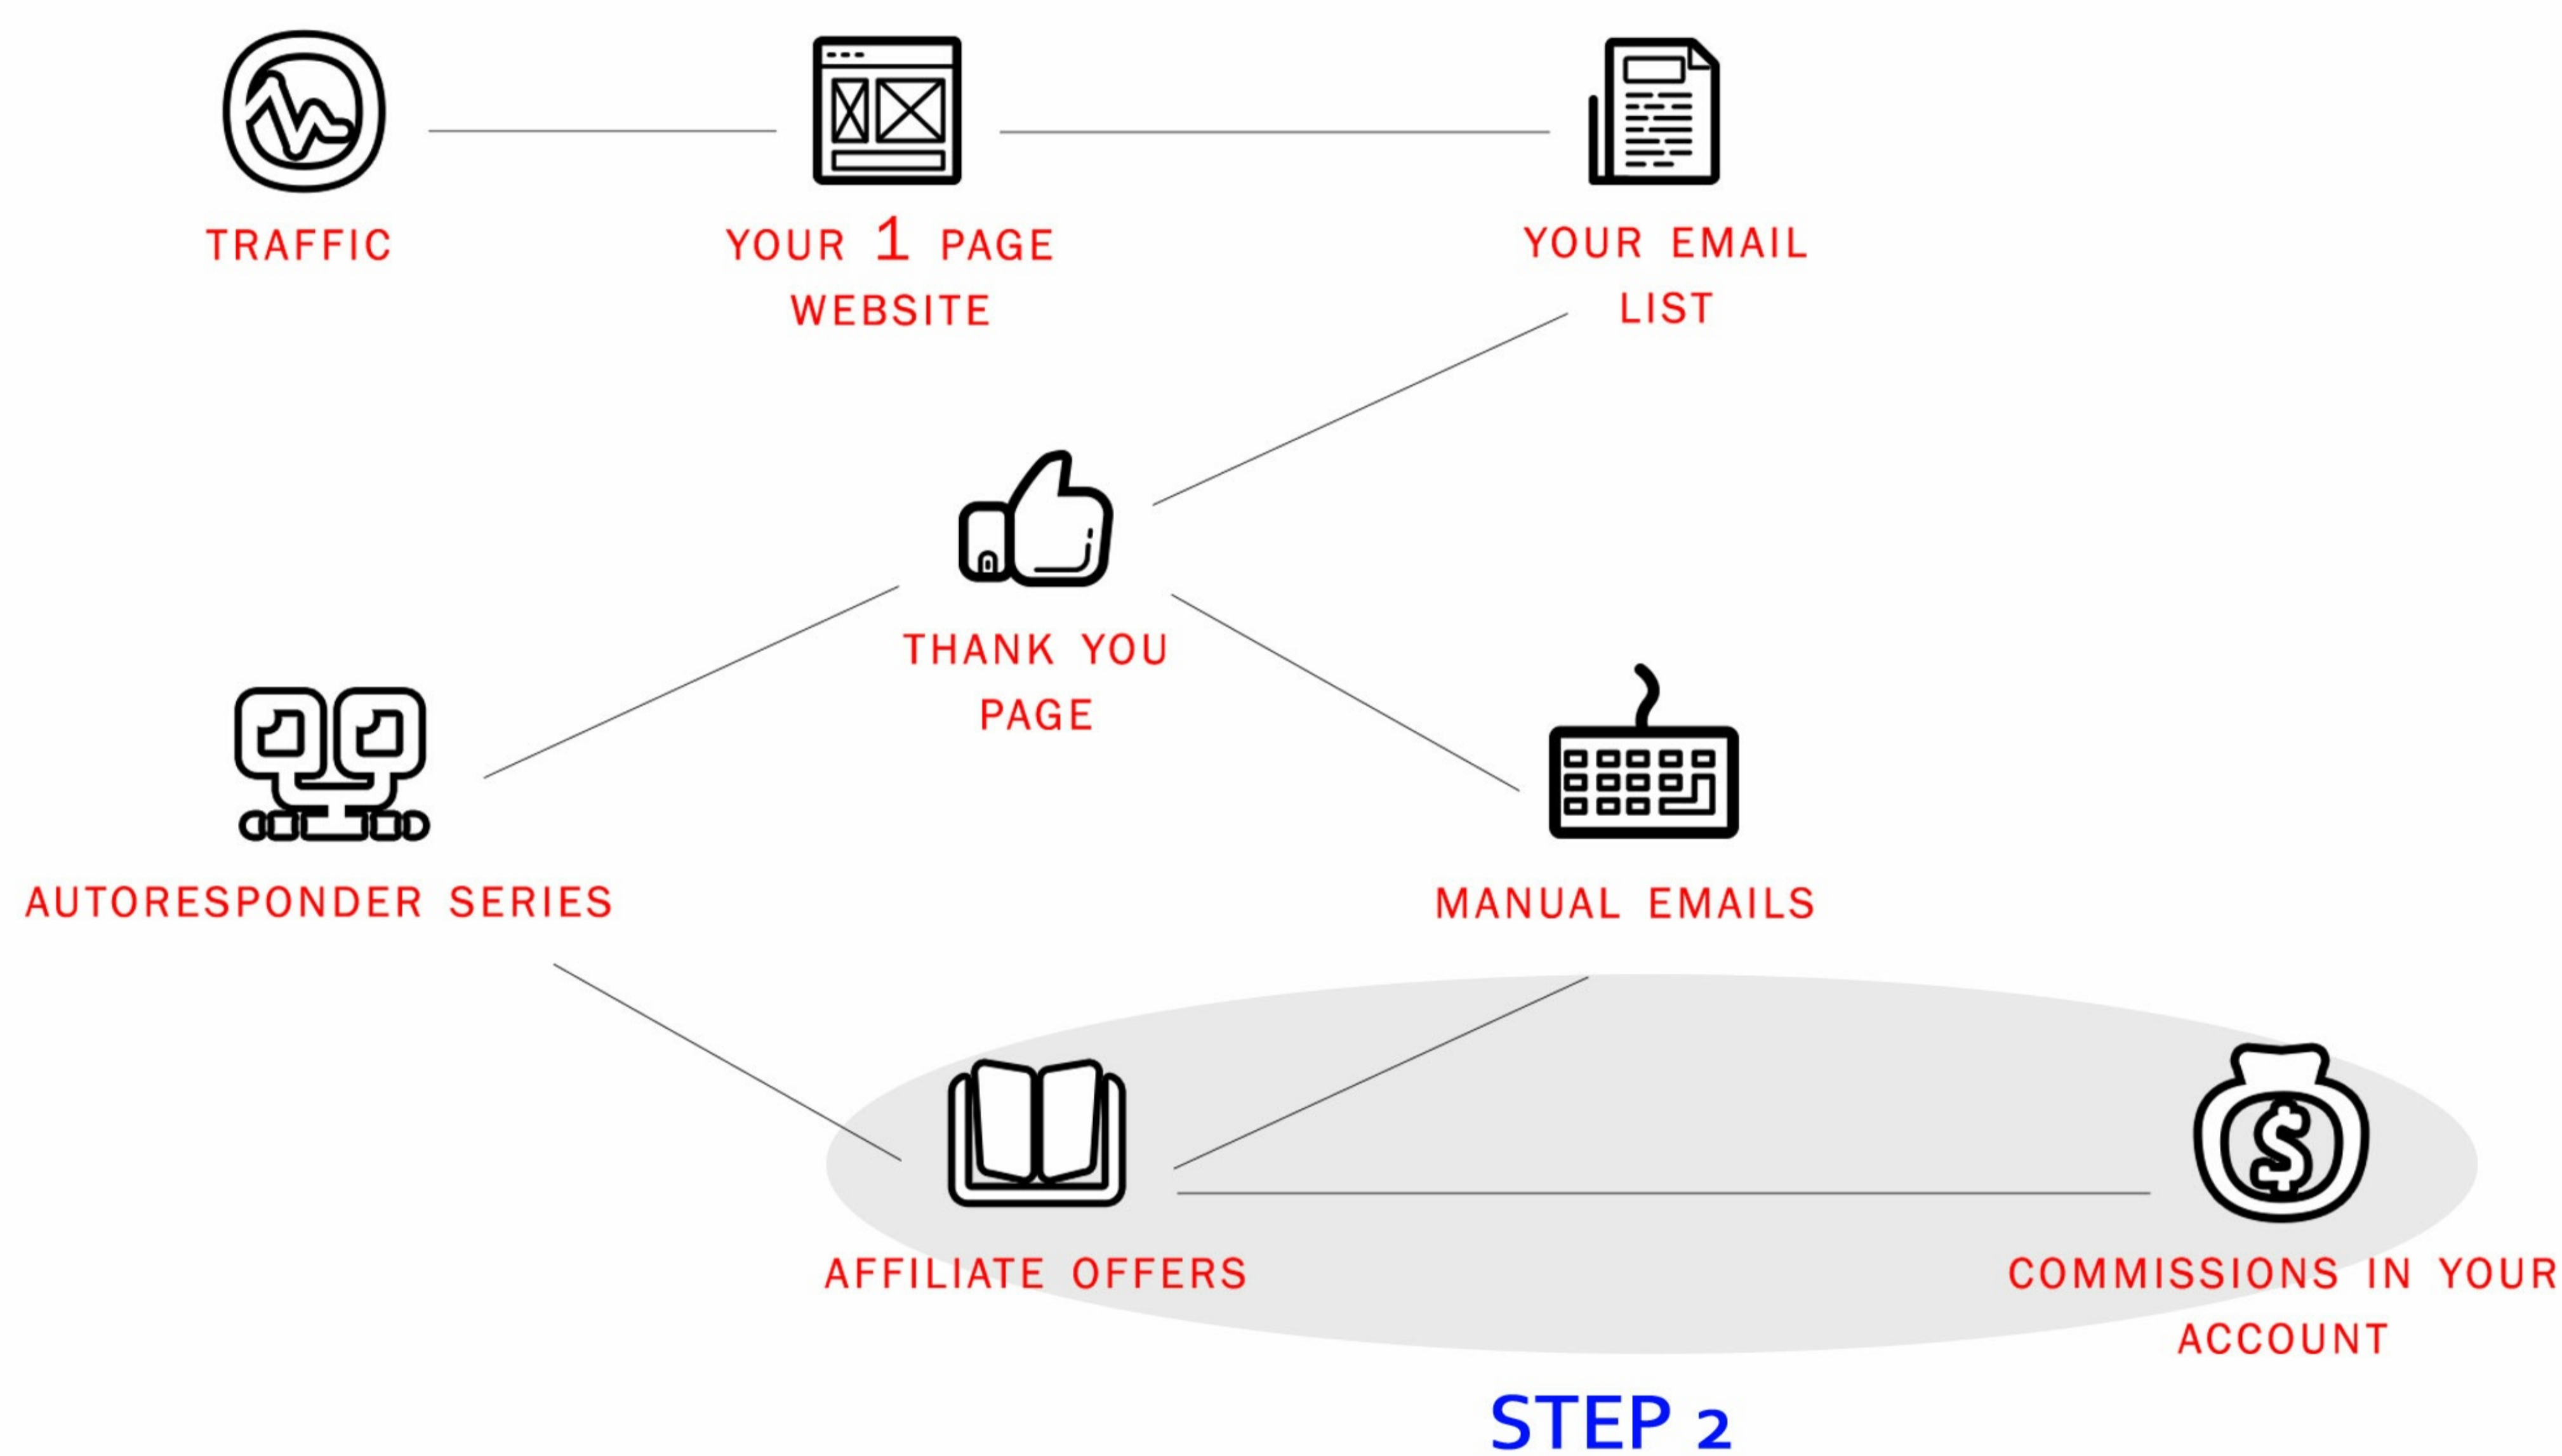 TRAFFIC
YOUR 1 PAGE
WEBSITE
YOUR EMAIL
LIST
THANK YOU
PAGE
AUTORESPONDER SERIES
MANUAL EMAILS
AFFILIATE OFFERS
COMMISSIONS IN YOUR
ACCOUNT
STEP 2